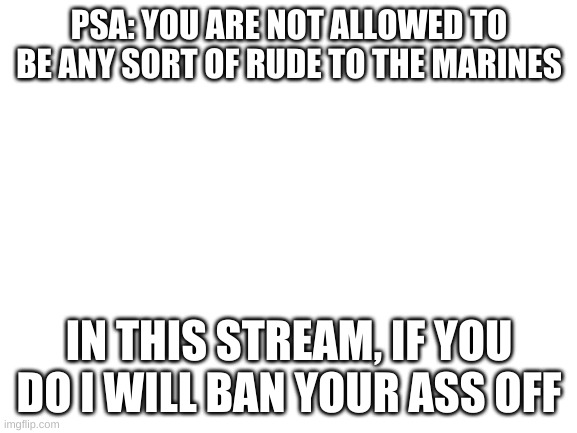 PSA: YOU ARE NOT ALLOWED TO
BE ANY SORT OF RUDE TO THE MARINES
IN THIS STREAM, IF YOU
DO I WILL BAN YOUR ASS OFF
imgflip.com